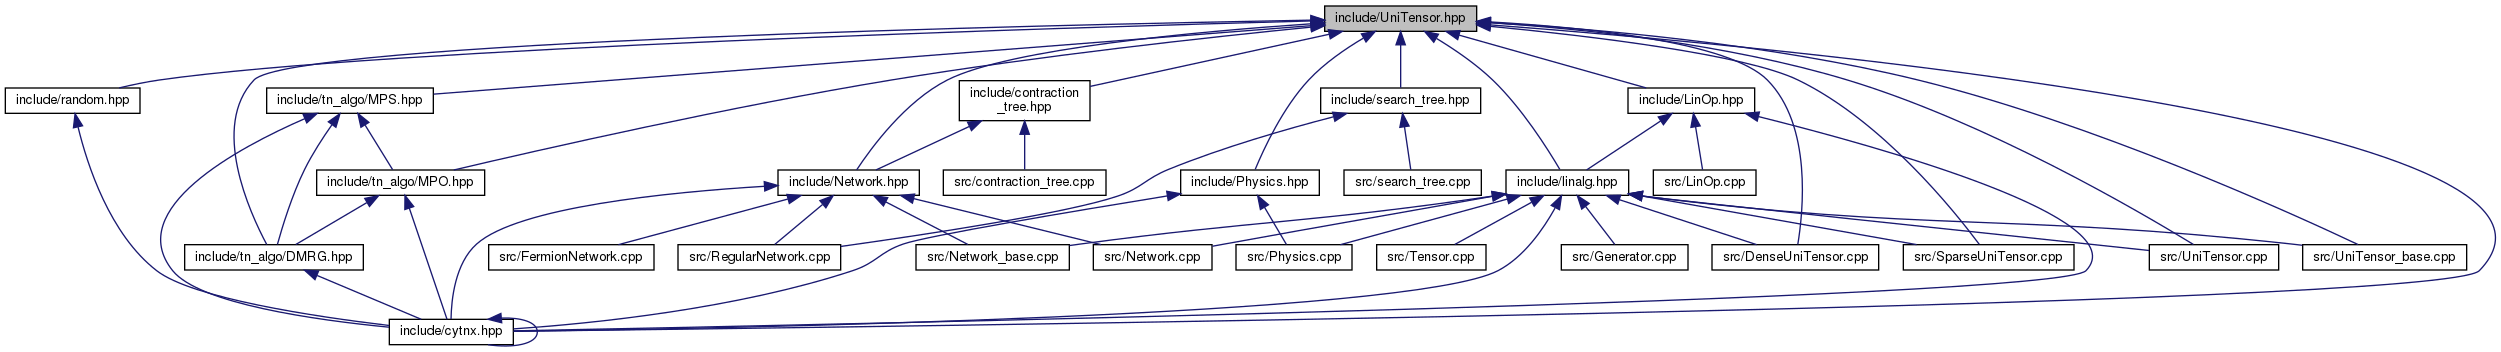 include/UniTensor.hpp
include/random.hpp
include/tn_algo/MPS.hpp
include/contraction
_tree.hpp
include/search_tree.hpp
include/LinOp.hpp
include/tn_algo/MPO.hpp
include/Network.hpp
src/contraction_tree.cpp
include/Physics.hpp
src/search_tree.cpp
include/linalg.hpp
src/LinOp.cpp
include/tn_algo/DMRG.hpp
src/FermionNetwork.cpp
src/RegularNetwork.cpp
src/Network_base.cpp
src/Network.cpp
src/Physics.cpp
src/Tensor.cpp
src/Generator.cpp
src/DenseUniTensor.cpp
src/SparseUniTensor.cpp
src/UniTensor.cpp
src/UniTensor_base.cpp
include/cytnx.hpp